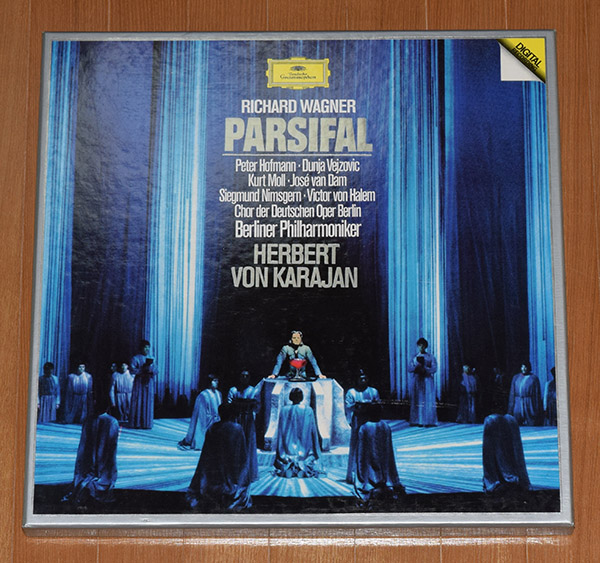 Deutsche
Grammophon
DIGITAL
RECORDING
RICHARD WAGNER
PARSIFAL
Peter Hofmann · Dunja Vejzovic
Kurt Moll · José van Dam
Siegmund Nimsgern · Victor von Halem
Chor der Deutschen Oper Berlin
Berliner Philharmoniker
HERBERT
VON KARAJAN